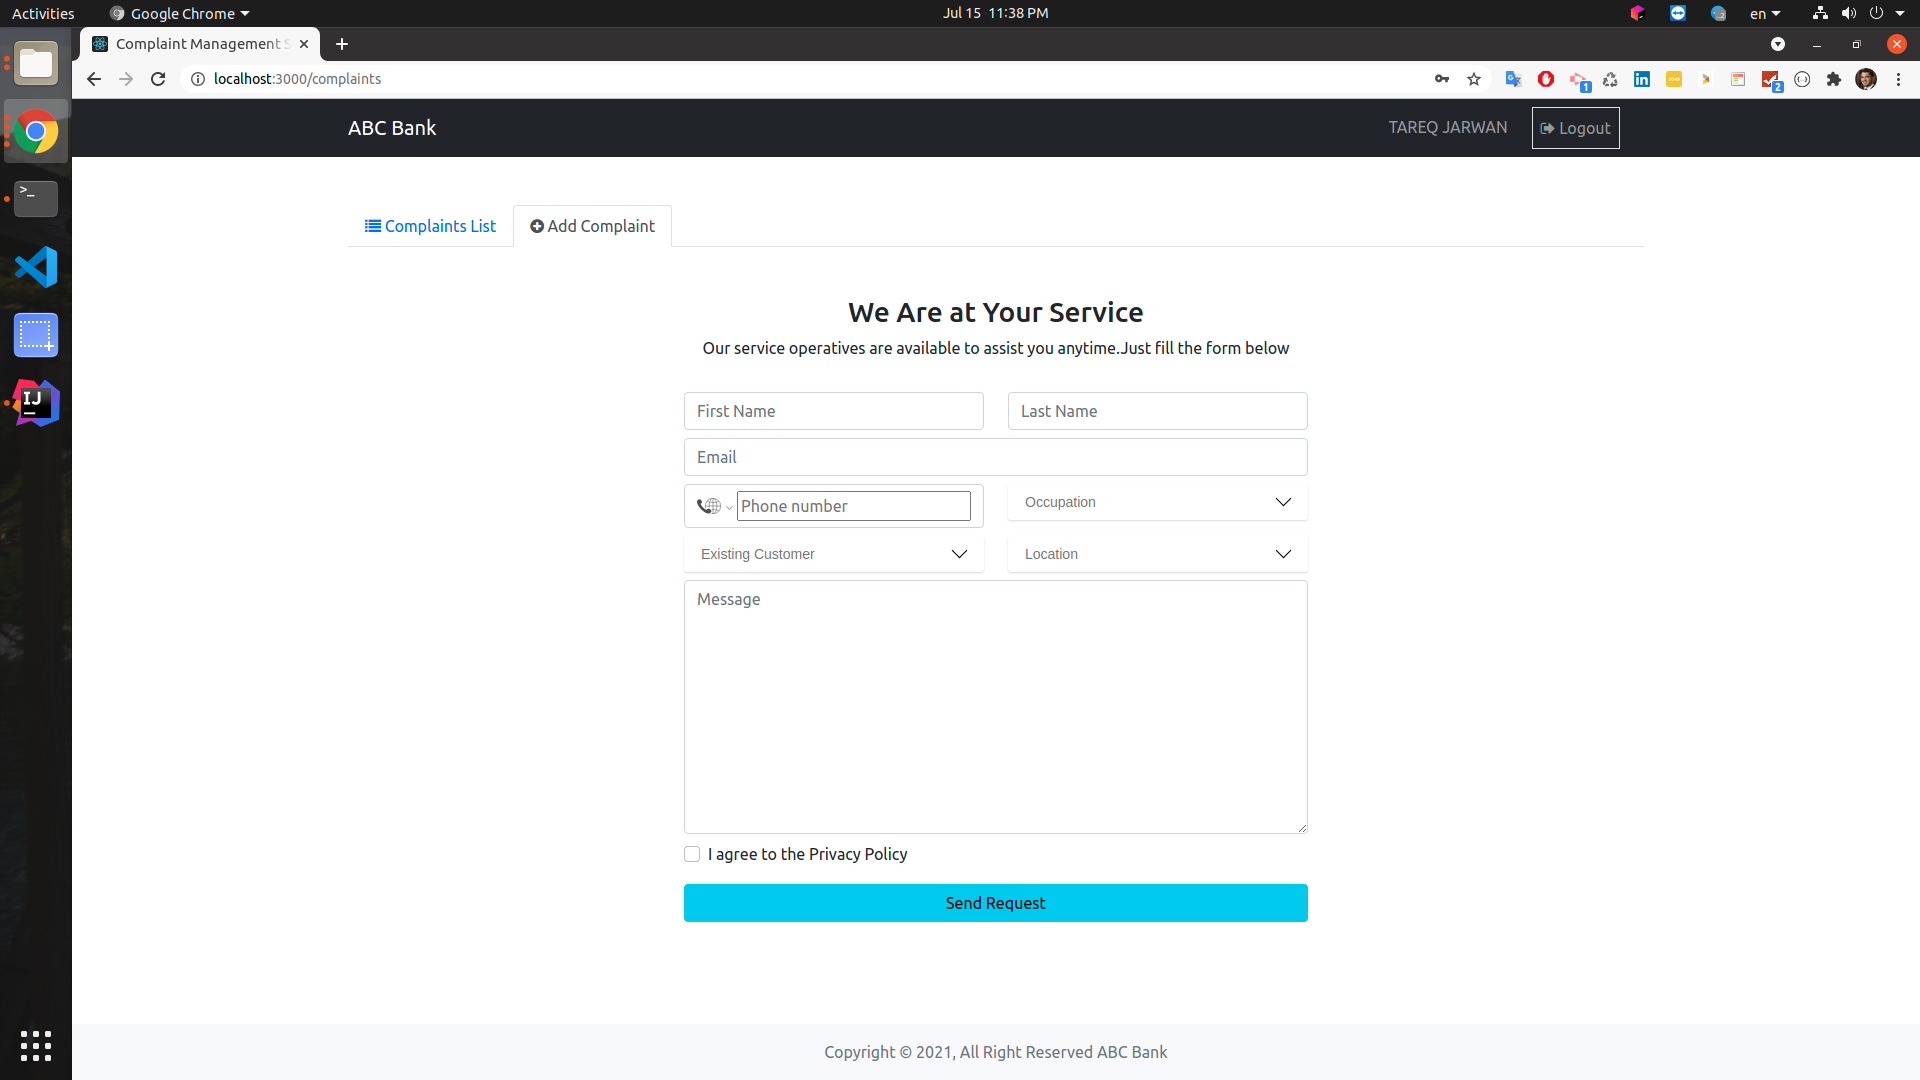 Activities
Google Chrome
Jul 15 11:38 PM
en
Complaint Management S
localhost:3000/complaints
1
2
ABC Bank
TAREQ JARWAN
Logout
Complaints List
Add Complaint
We Are at Your Service
Our service operatives are available to assist you anytime.Just fill the form below
First Name
Last Name
Email
Phone number
Occupation
Existing Customer
Location
Message
I agree to the Privacy Policy
Send Request
Copyright © 2021, All Right Reserved ABC Bank
>_
IJ